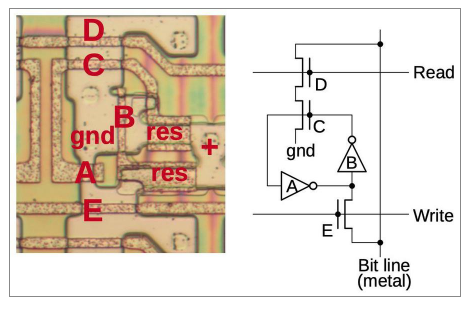 D
C
B
gnd
res
+
A
res
E
Read
D
C
gnd
B
A
Write
E
Bit line
(metal)